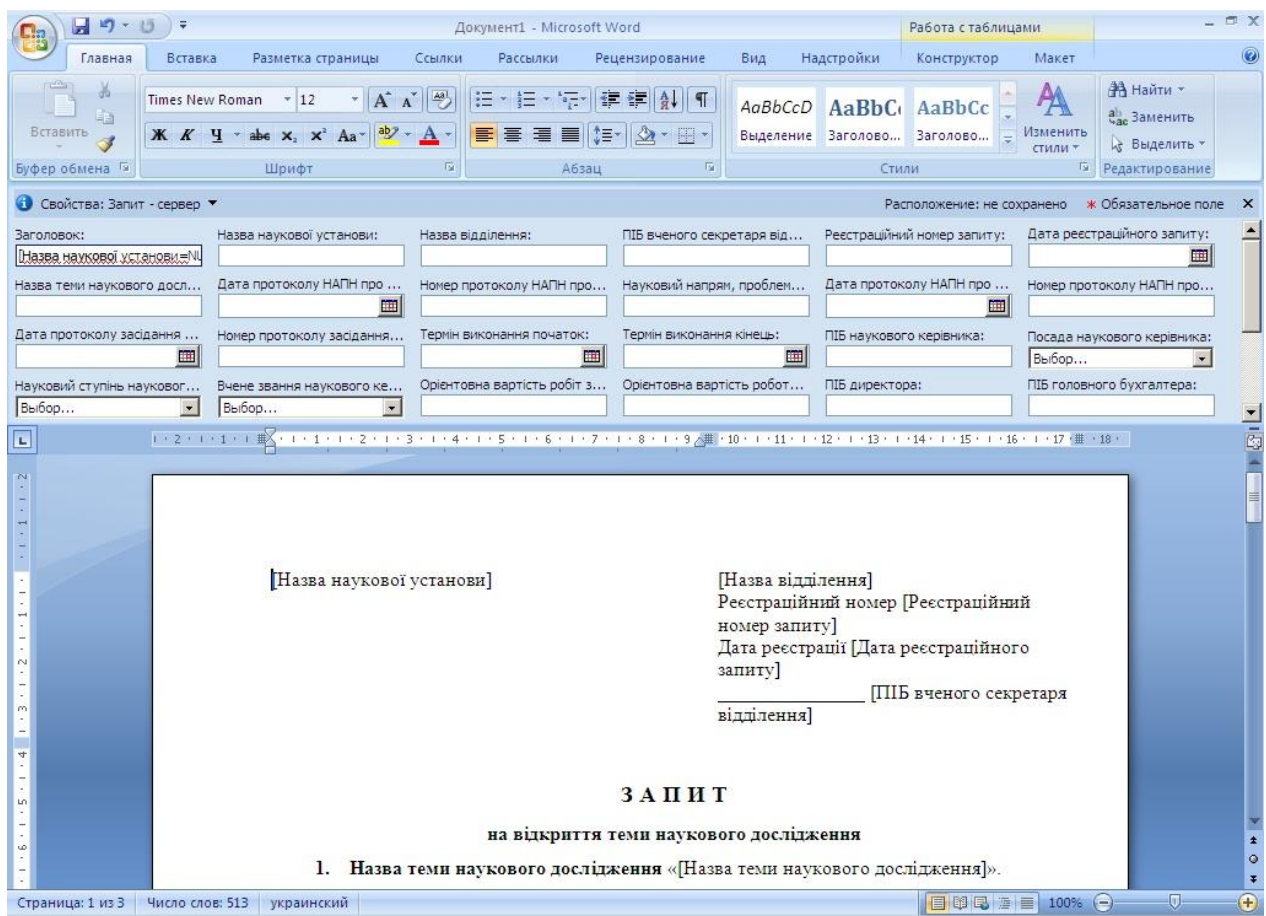 Документ1 - Microsoft Word
Работа с таблицами
Главная Вставка Разметка страницы Ссылки Рассылки Рецензирование Вид Надстройки Конструктор Макет
Times New Roman 12
Вставить
Ж К Ч abc x₂ x² Aa
AaBbCcD AaBbC AaBbCc
Выделение Заголово... Заголово...
Изменить стили
Найти
Заменить
Выделить
Буфер обмена Шрифт Абзац Стили Редактирование
Свойства: Запит - сервер
Расположение: не сохранено * Обязательное поле
Заголовок: Назва наукової установи: Назва відділення: ПІБ вченого секретаря від... Реєстраційний номер запиту: Дата реєстраційного запиту:
[Назва наукової установи=NU
Назва теми наукового досл... Дата протоколу НАПН про ... Номер протоколу НАПН про... Науковий напрям, проблем... Дата протоколу НАПН про ... Номер протоколу НАПН про...
Дата протоколу засідання ... Номер протоколу засідання... Термін виконання початок: Термін виконання кінець: ПІБ наукового керівника: Посада наукового керівника:
Выбор...
Науковий ступінь наукового... Вчене звання наукового ке... Орієнтовна вартість робіт з... Орієнтовна вартість робот... ПІБ директора: ПІБ головного бухгалтера:
Выбор... Выбор...
[Назва наукової установи]
[Назва відділення]
Реєстраційний номер [Реєстраційний
номер запиту]
Дата реєстрації [Дата реєстраційного
запиту]
_______________ [ПІБ вченого секретаря
відділення]
З А П И Т
на відкриття теми наукового дослідження
1. Назва теми наукового дослідження «[Назва теми наукового дослідження]».
Страница: 1 из 3 Число слов: 513 украинский 100%